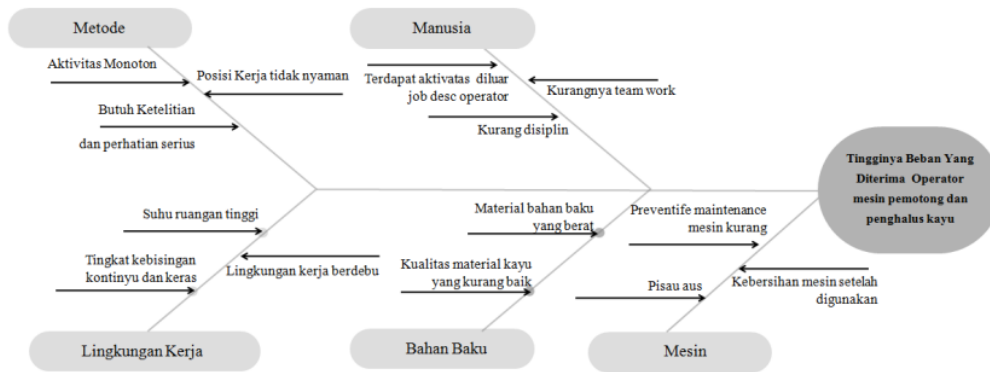 Metode
Manusia
Aktivitas Monoton
Posisi Kerja tidak nyaman
Butuh Ketelitian
dan perhatian serius
Terdapat aktivatas diluar
job desc operator
Kurangnya team work
Kurang disiplin
Tingginya Beban Yang
Diterima Operator
mesin pemotong dan
penghalus kayu
Suhu ruangan tinggi
Tingkat kebisingan
kontinyu dan keras
Lingkungan kerja berdebu
Material bahan baku
yang berat
Kualitas material kayu
yang kurang baik
Preventife maintenance
mesin kurang
Pisau aus
Kebersihan mesin setelah
digunakan
Lingkungan Kerja
Bahan Baku
Mesin